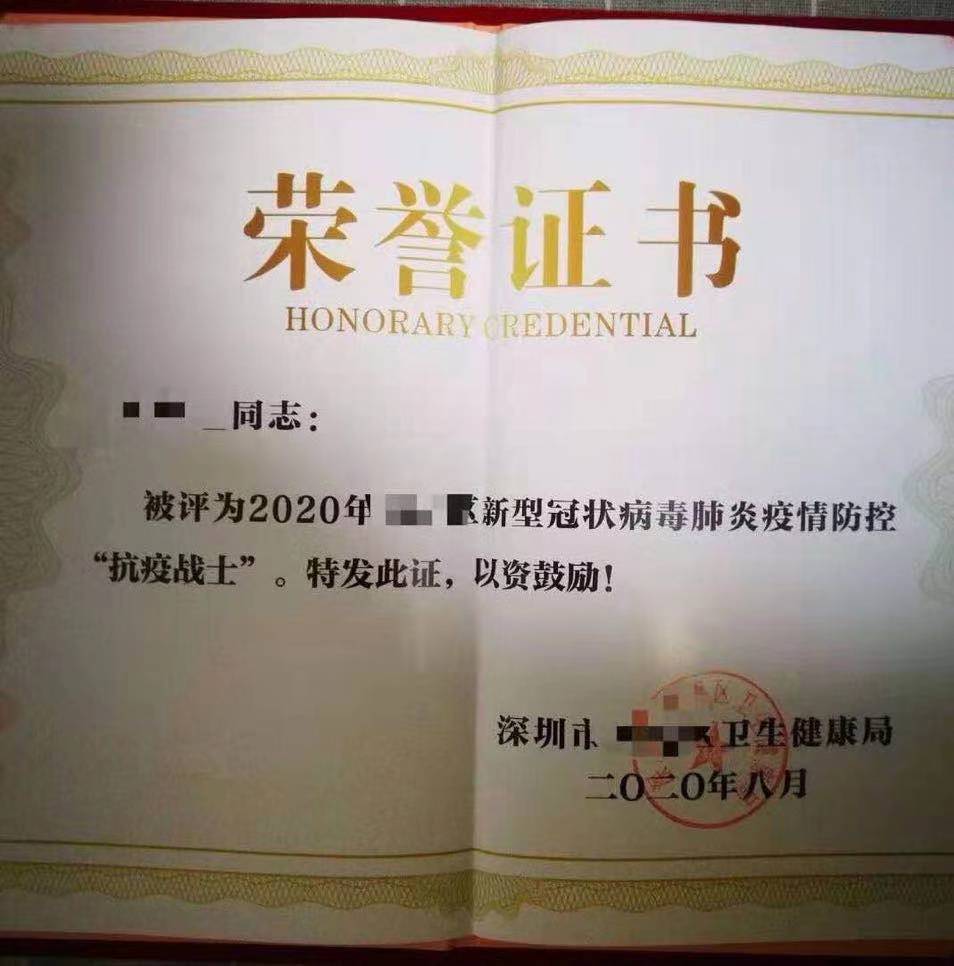 荣誉证书
HONORARY CREDENTIAL
同志：
被评为2020年 区新型冠状病毒肺炎疫情防控
“抗疫战士”。特发此证，以资鼓励！
深圳市 区卫生健康局
二〇二〇年八月